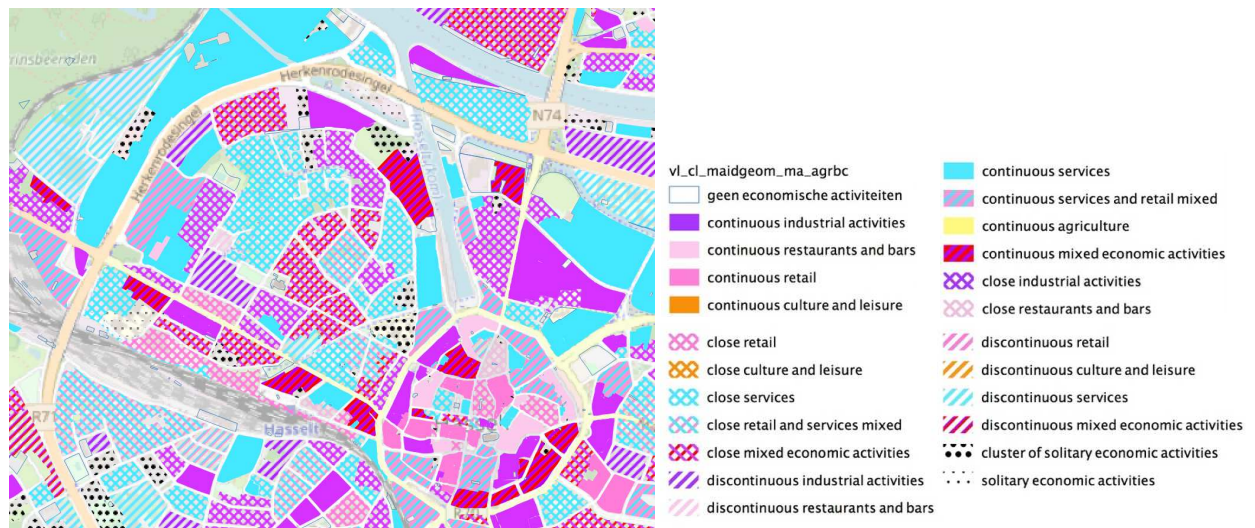 Herkenrodesingel
N74
Herkenrodesingel
R71
Hasselt
vl_cl_maidgeom_ma_agrbc
geen economische activiteiten
continuous industrial activities
continuous restaurants and bars
continuous retail
continuous culture and leisure
close retail
close culture and leisure
close services
close retail and services mixed
close mixed economic activities
discontinuous industrial activities
discontinuous restaurants and bars
continuous services
continuous services and retail mixed
continuous agriculture
continuous mixed economic activities
close industrial activities
close restaurants and bars
discontinuous retail
discontinuous culture and leisure
discontinuous services
discontinuous mixed economic activities
cluster of solitary economic activities
solitary economic activities